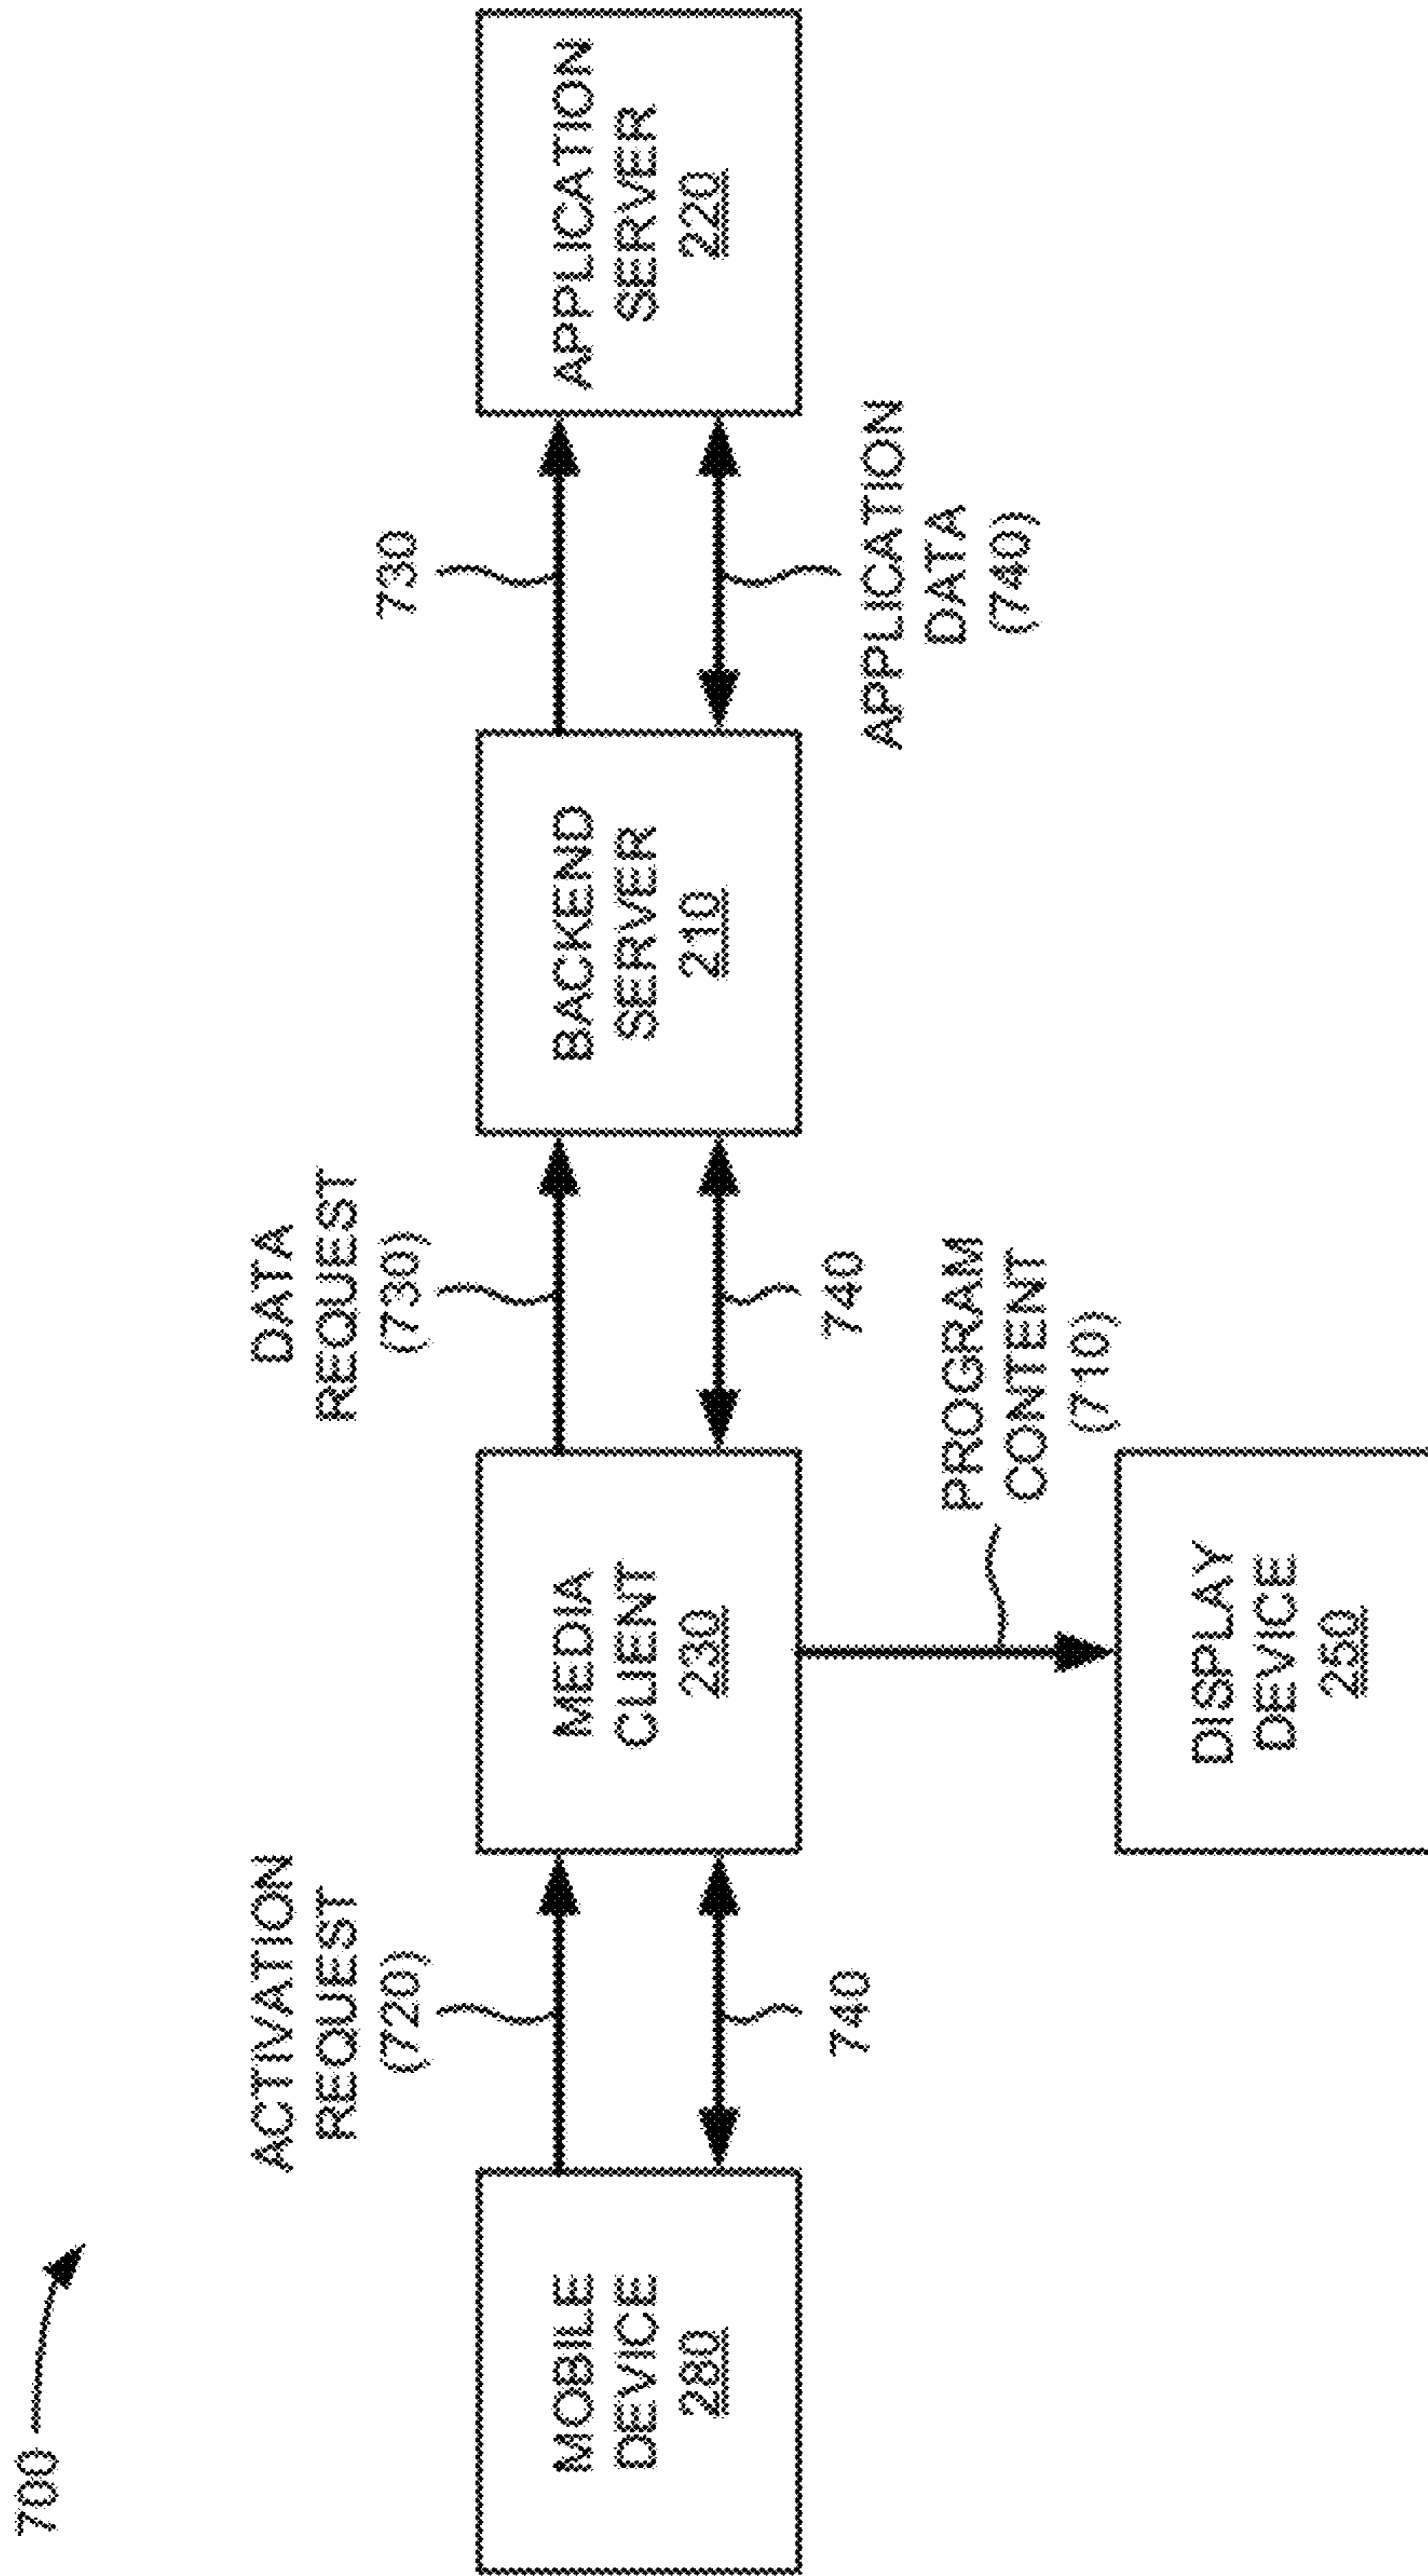 700
ACTIVATION
REQUEST
(720)
DATA
REQUEST
(730)
730
MOBILE
DEVICE
280
MEDIA
CLIENT
230
BACKEND
SERVER
210
APPLICATION
SERVER
220
740
740
APPLICATION
DATA
(740)
PROGRAM
CONTENT
(710)
DISPLAY
DEVICE
250